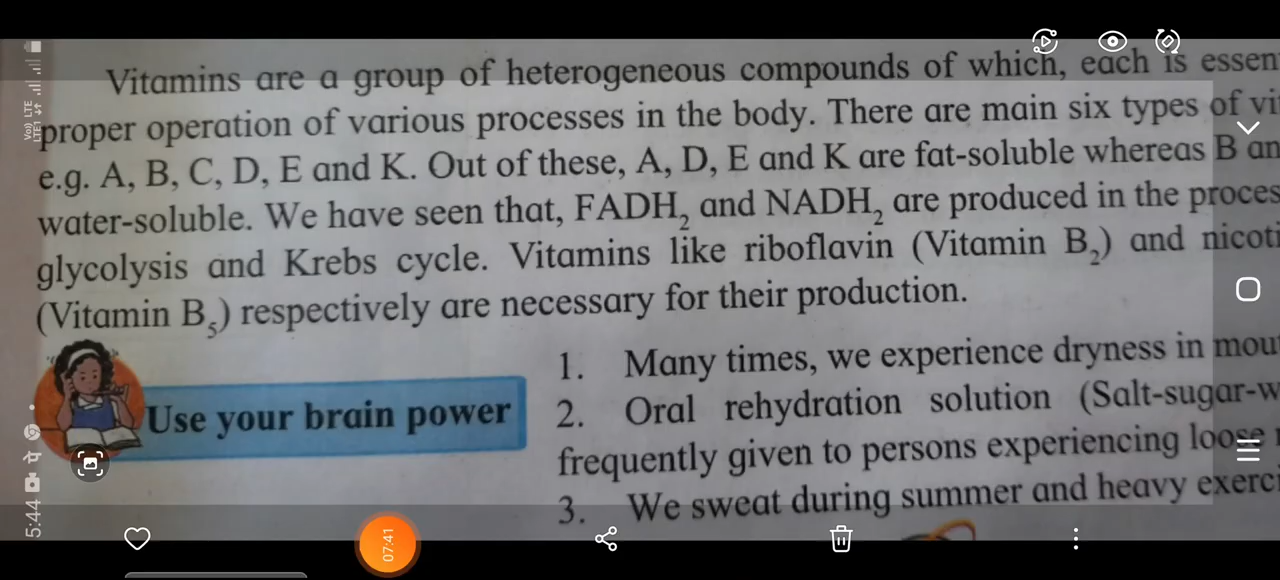 Vitamins are a group of heterogeneous compounds of which, each is essen
proper operation of various processes in the body. There are main six types of vi
e.g. A, B, C, D, E and K. Out of these, A, D, E and K are fat-soluble whereas B an
water-soluble. We have seen that, FADH₂ and NADH₂ are produced in the proces
glycolysis and Krebs cycle. Vitamins like riboflavin (Vitamin B₂) and nicoti
(Vitamin B₅) respectively are necessary for their production.
Use your brain power
1. Many times, we experience dryness in mou
2. Oral rehydration solution (Salt-sugar-w
frequently given to persons experiencing loose
3. We sweat during summer and heavy exerci
07:41
5:44
Vo) LTE
LTE1